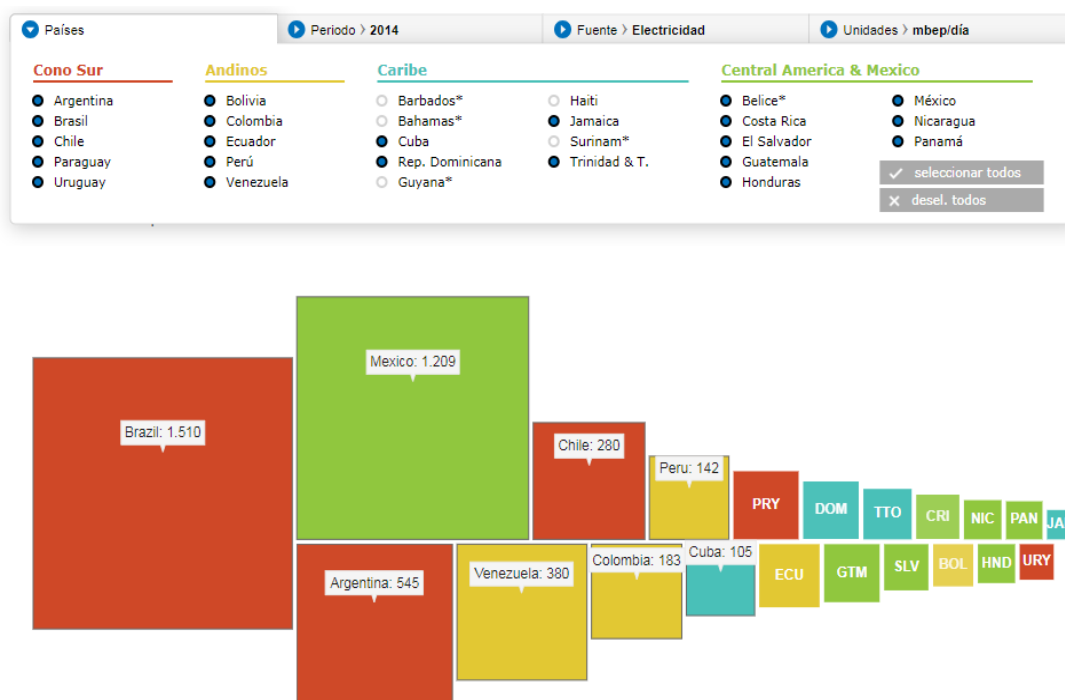 Países
Periodo > 2014
Fuente > Electricidad
Unidades > mbep/día
Cono Sur
Argentina
Brasil
Chile
Paraguay
Uruguay
Andinos
Bolivia
Colombia
Ecuador
Perú
Venezuela
Caribe
Barbados*
Bahamas*
Cuba
Rep. Dominicana
Guyana*
Haiti
Jamaica
Surinam*
Trinidad & T.
Central America & Mexico
Belice*
Costa Rica
El Salvador
Guatemala
Honduras
México
Nicaragua
Panamá
seleccionar todos
desel. todos
Mexico: 1.209
Brazil: 1.510
Chile: 280
Peru: 142
PRY
DOM
TTO
CRI
NIC
PAN
JA
Argentina: 545
Venezuela: 380
Colombia: 183
Cuba: 105
ECU
GTM
SLV
BOL
HND
URY